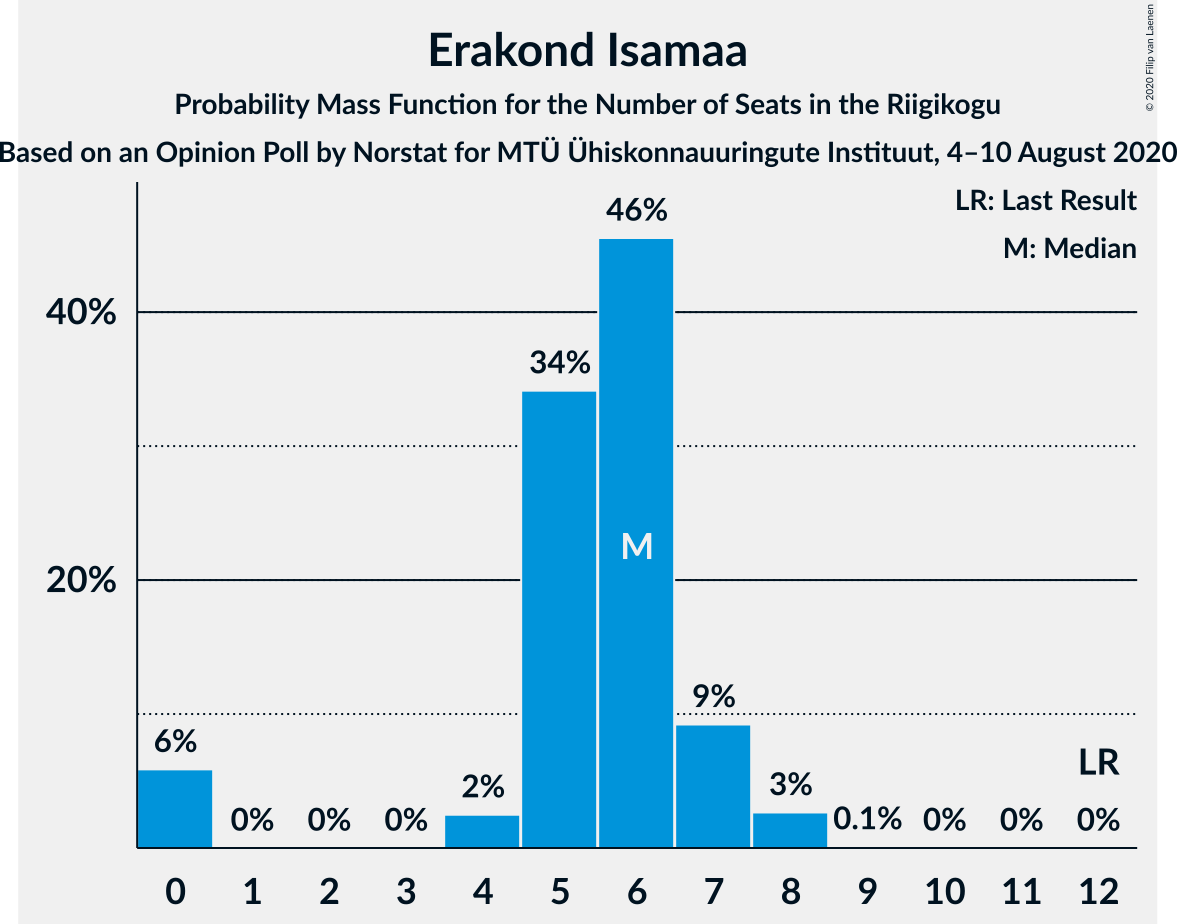 Erakond Isamaa
Probability Mass Function for the Number of Seats in the Riigikogu
Based on an Opinion Poll by Norstat for MTÜ Ühiskonnauuringute Instituut, 4–10 August 2020
© 2020 Filip van Laenen
LR: Last Result
M: Median
46%
40%
34%
M
20%
9%
6%
LR
2%
3%
0%
0%
0%
0.1%
0%
0%
0%
0 1 2 3 4 5 6 7 8 9 10 11 12